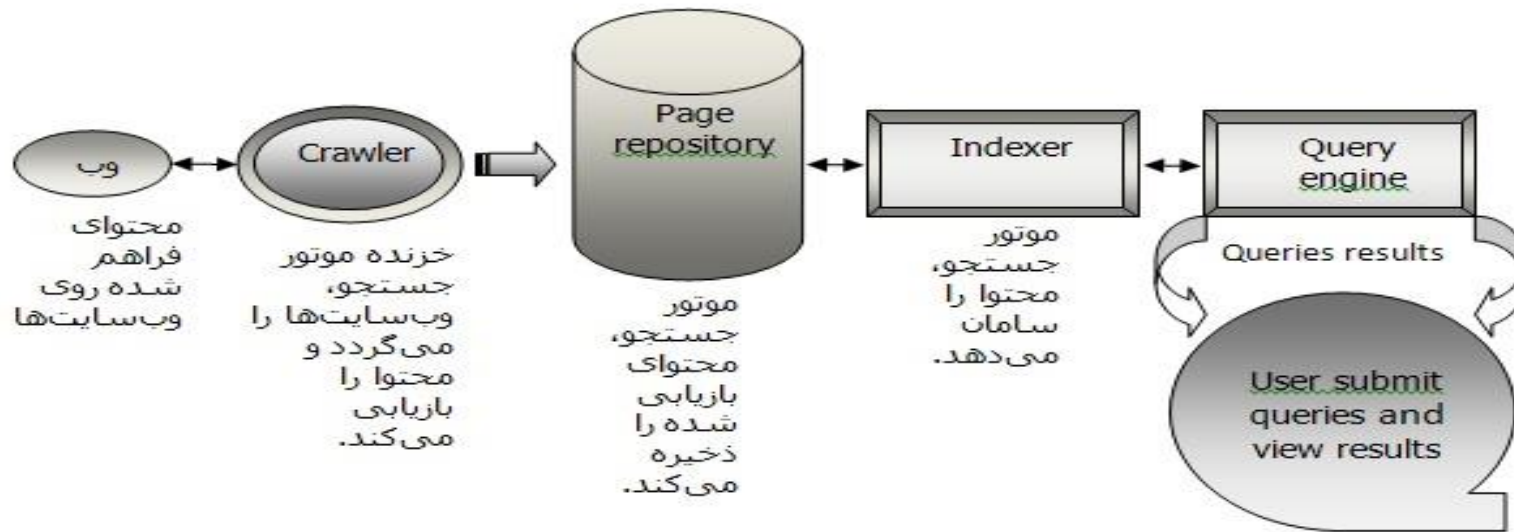 وب
محتوای
فراهم
شده روی
وب‌سایت‌ها
Crawler
خزنده موتور
جستجو،
وب‌سایت‌ها را
می‌گردد و
محتوا را
بازیابی
می‌کند.
Page
repository
موتور
جستجو،
محتوای
بازیابی
شده را
ذخیره
می‌کند.
Indexer
موتور
جستجو،
محتوا را
سامان
می‌دهد.
Query
engine
Queries results
User submit
queries and
view results